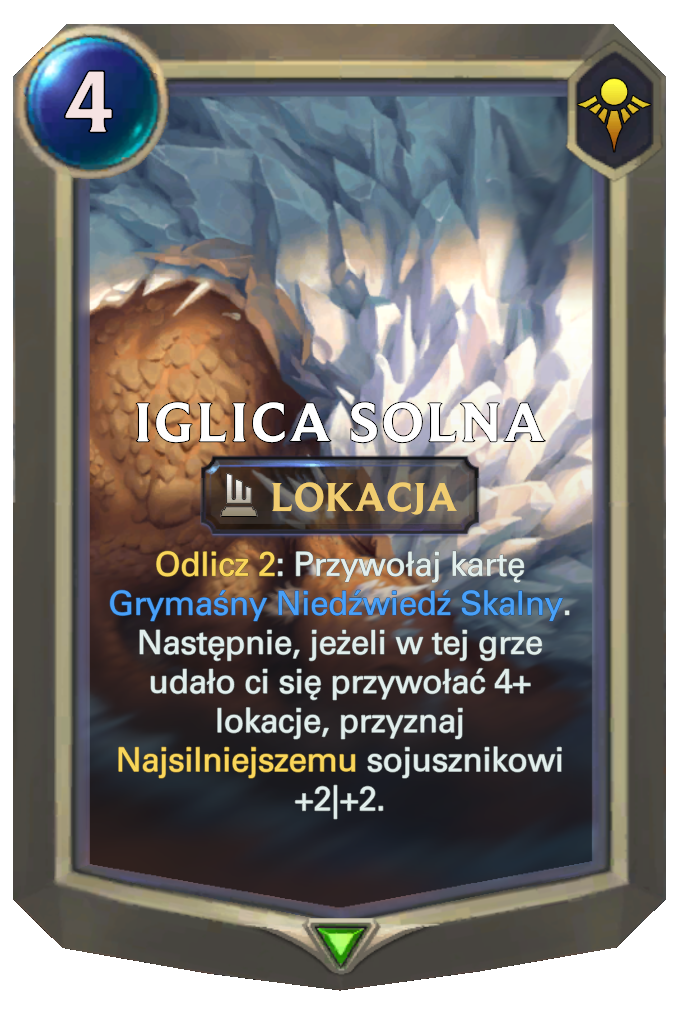 4
IGLICA SOLNA
LOKACJA
Odlicz 2: Przywołaj kartę
Grymaśny Niedźwiedź Skalny.
Następnie, jeżeli w tej grze
udało ci się przywołać 4+
lokacje, przyznaj
Najsilniejszemu sojusznikowi
+2|+2.